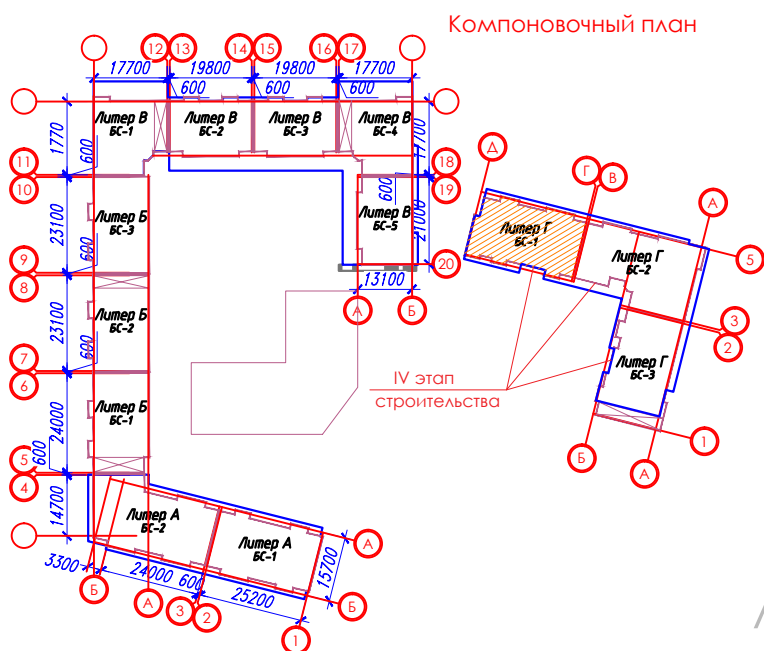 Компоновочный план
12 13 14 15 16 17
17700 19800 19800 17700
600 600 600
Литер В
БС-1
Литер В
БС-2
Литер В
БС-3
Литер В
БС-4
1770
600
17700
11
10
18
19
600
Литер Б
БС-3
Литер В
БС-5
23100
21000
600
9
8
20
13100
А Б
Литер Б
БС-2
23100
600
7
6
Литер Б
БС-1
24000
600
5
4
14700
Литер А
БС-2
Литер А
БС-1
3300
24000
600
25200
15700
А
Б
Б
А
3
2
1
Д
Г
В
А
Литер Г
БС-1
Литер Г
БС-2
5
3
2
Литер Г
БС-3
IV этап
строительства
1
Б
А